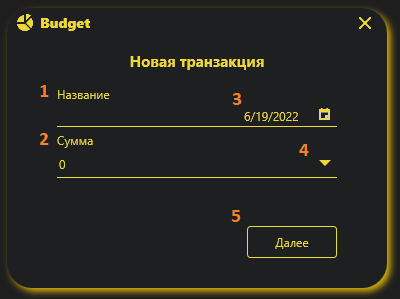 Budget
Новая транзакция
1 Название
3
6/19/2022
2 Сумма
0
4
5
Далее